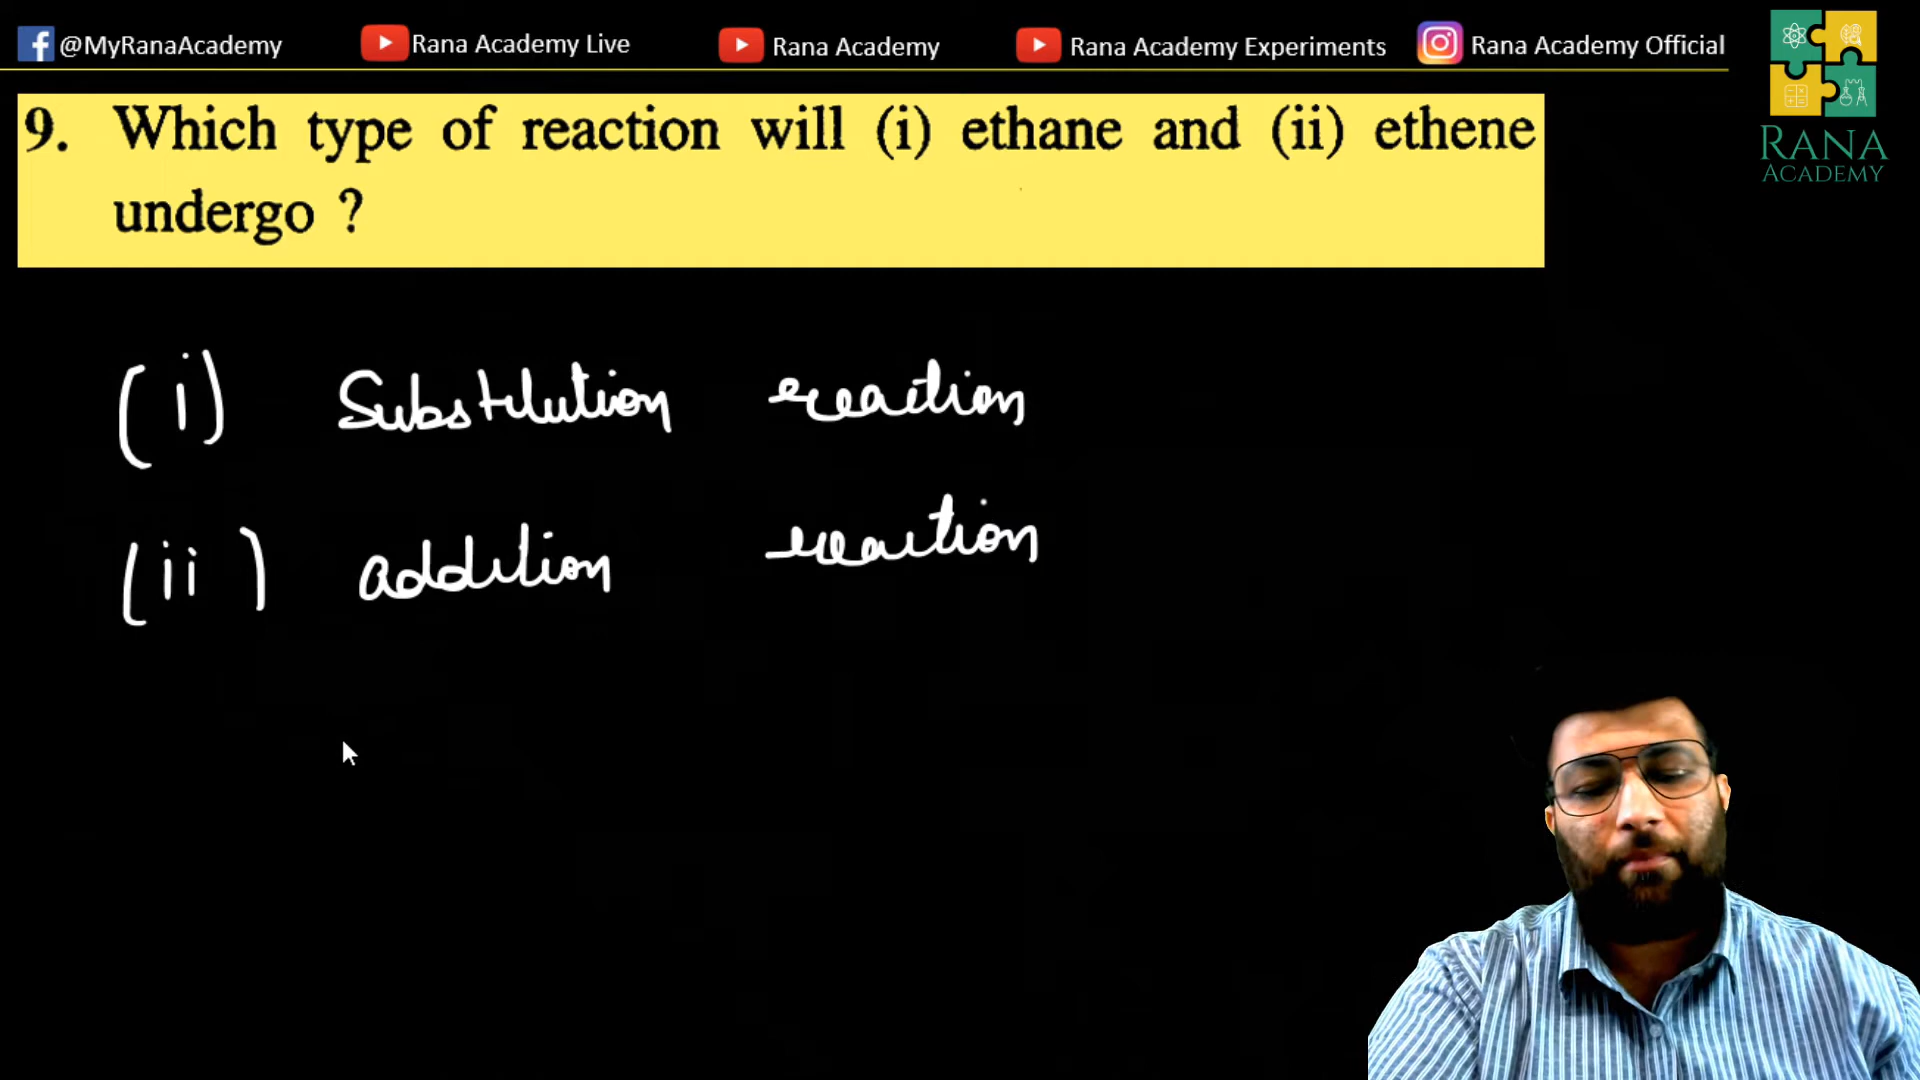 @MyRanaAcademy Rana Academy Live Rana Academy Rana Academy Experiments Rana Academy Official
RANA
ACADEMY
9. Which type of reaction will (i) ethane and (ii) ethene
undergo ?
(i) Substitution reaction
(ii) addition reaction